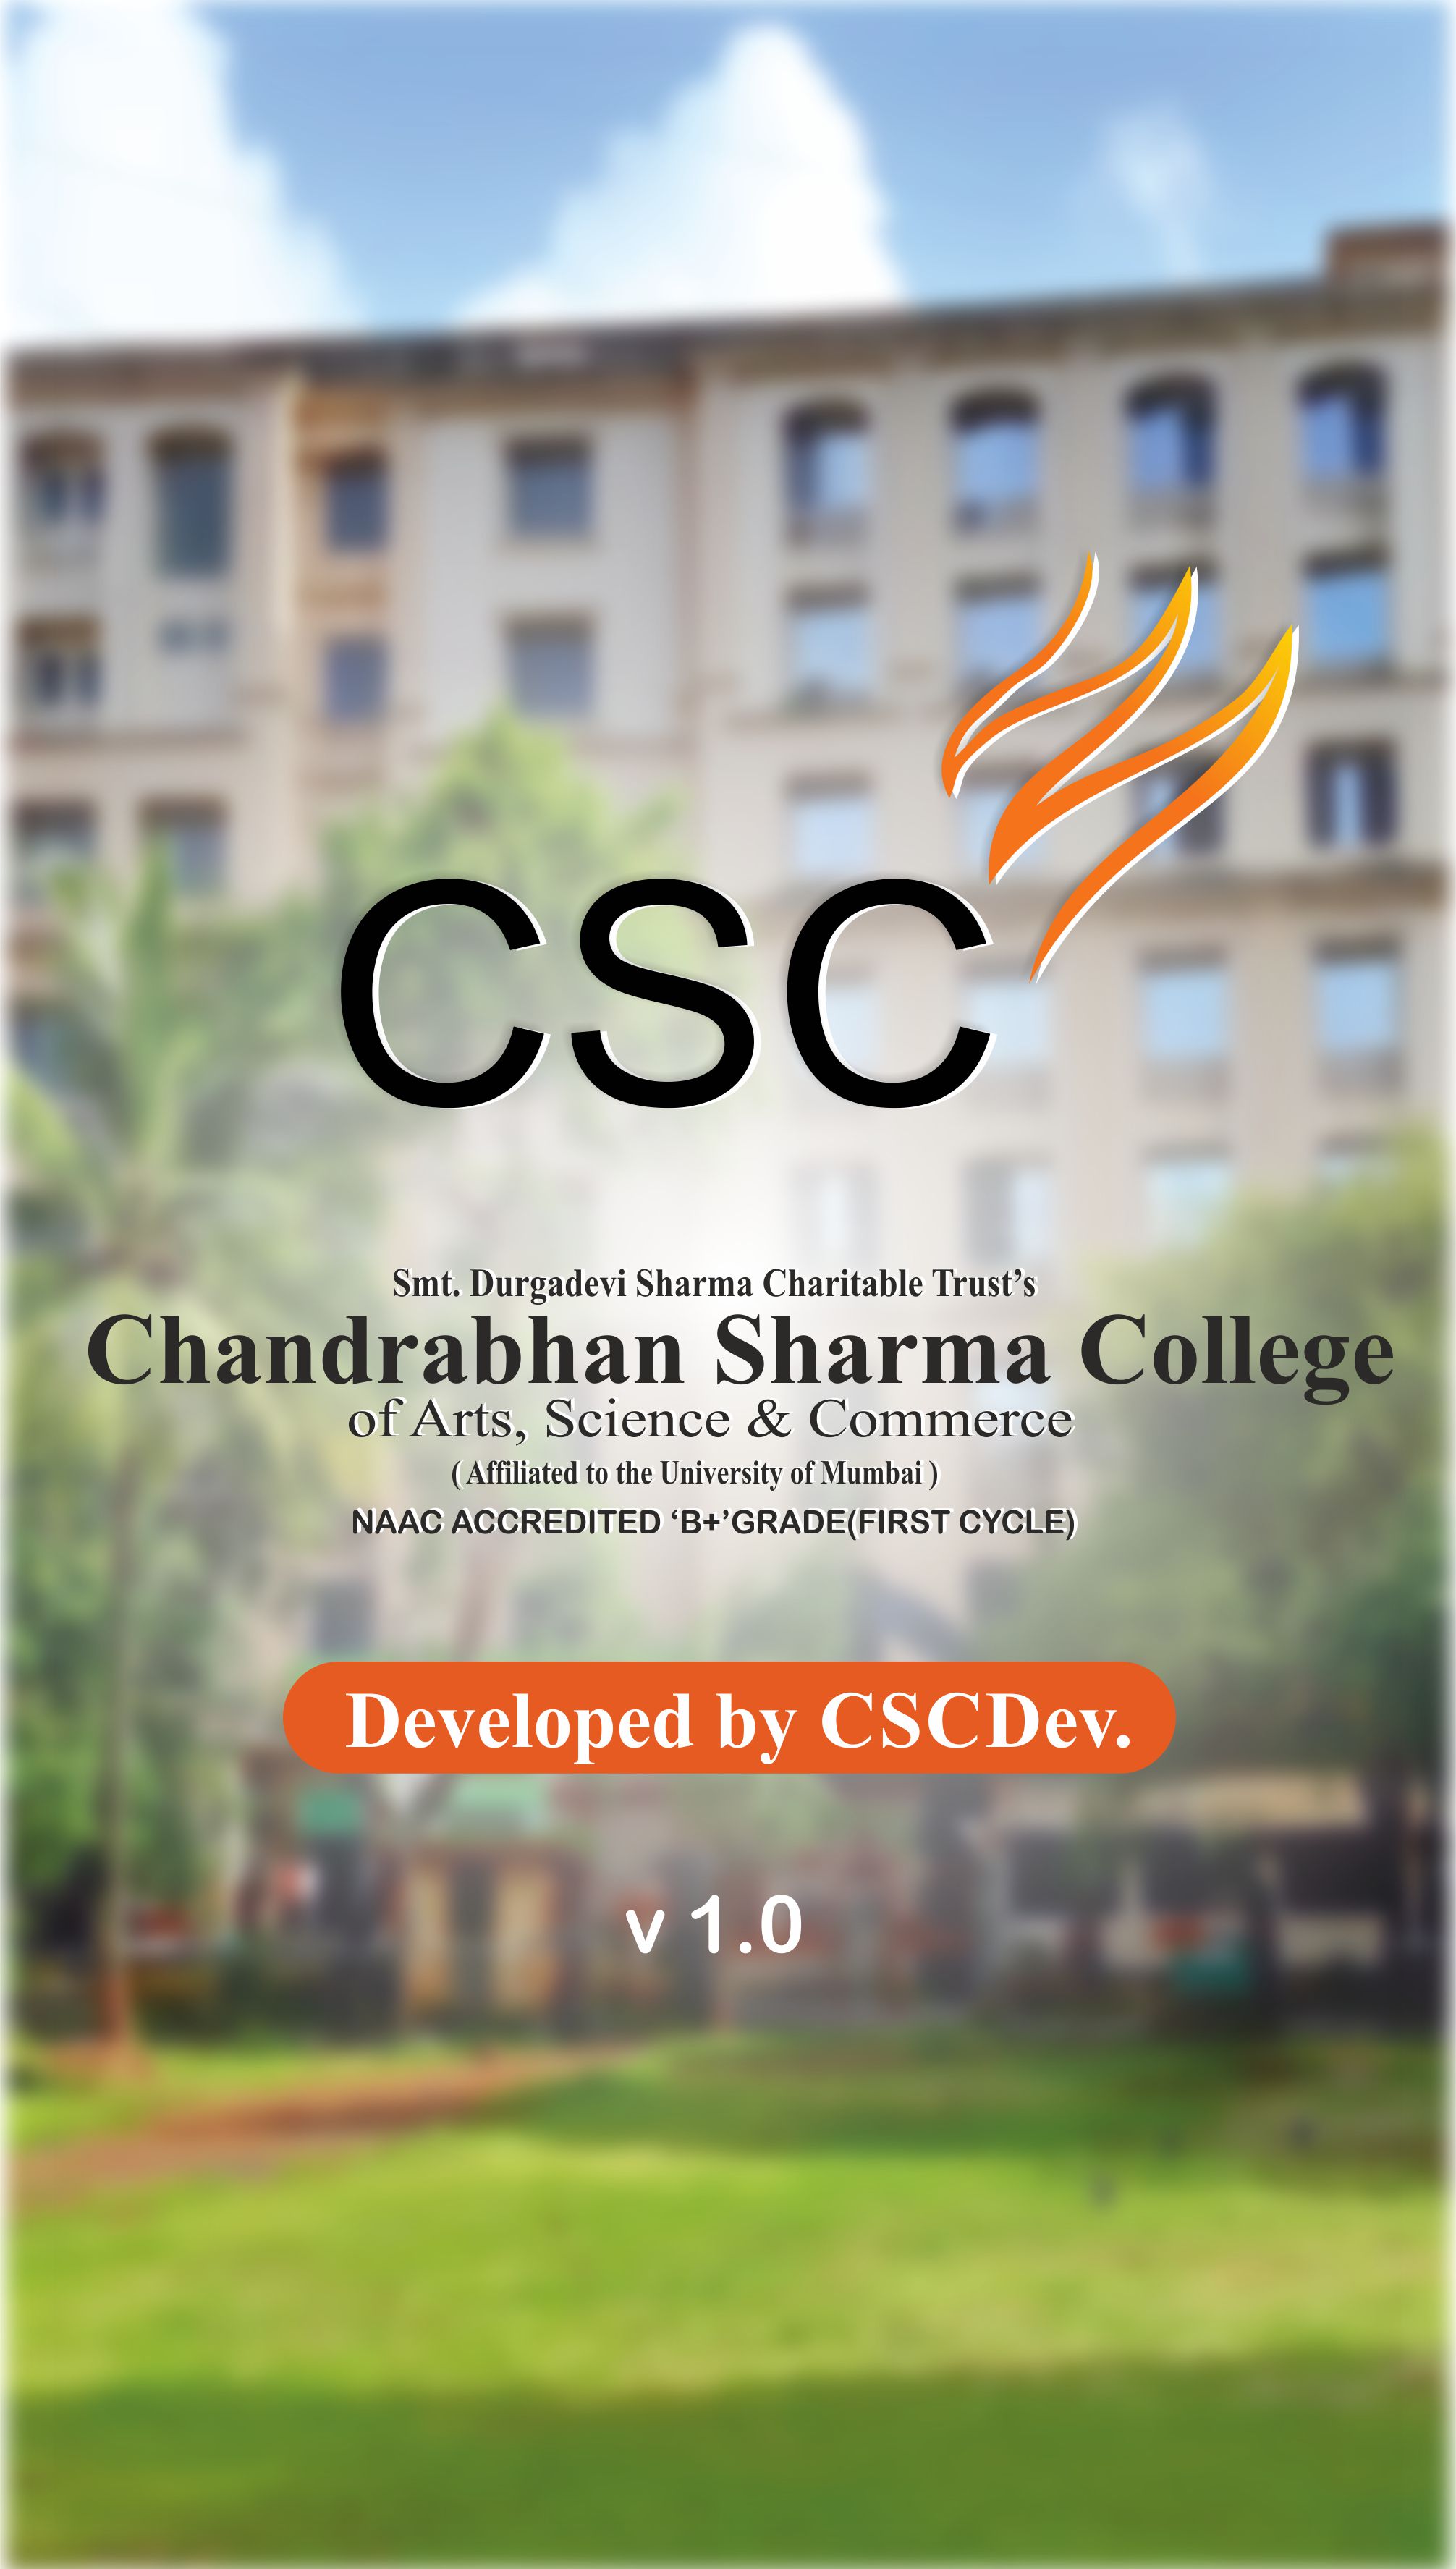 CSC
Smt. Durgadevi Sharma Charitable Trust’s
Chandrabhan Sharma College
of Arts, Science & Commerce
( Affiliated to the University of Mumbai )
NAAC ACCREDITED ‘B+’GRADE(FIRST CYCLE)
Developed by CSCDev.
v 1.0